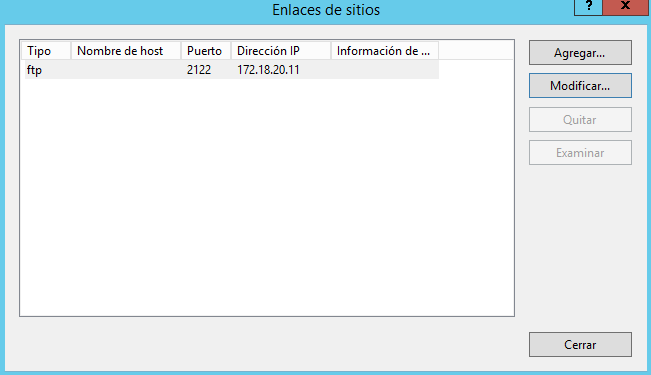 Enlaces de sitios
? x
Tipo Nombre de host Puerto Dirección IP Información de ...
ftp 2122 172.18.20.11
Agregar...
Modificar...
Quitar
Examinar
Cerrar